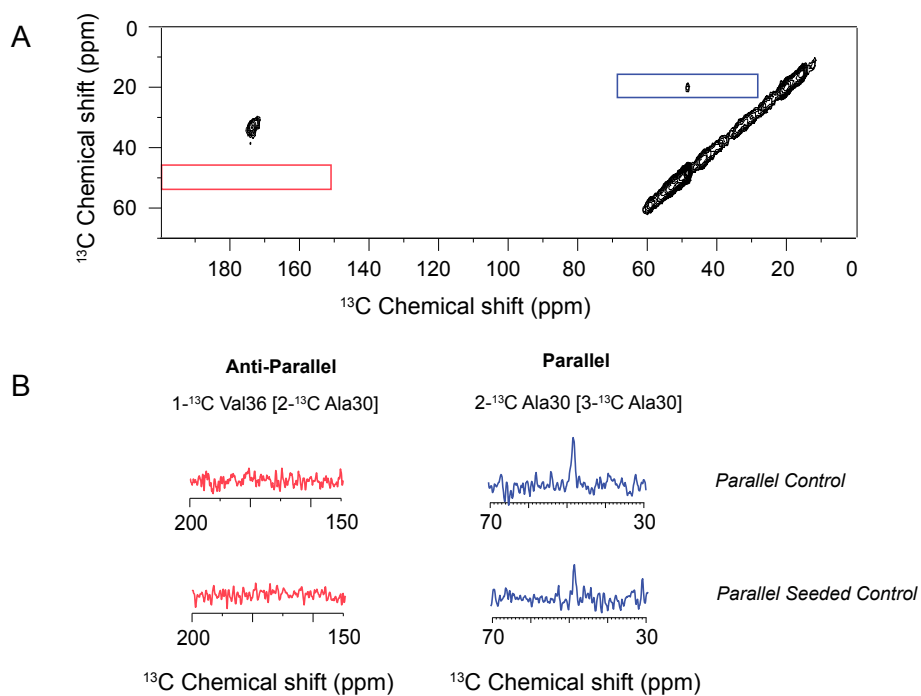 A
¹³C Chemical shift (ppm)
0
20
40
60
180 160 140 120 100 80 60 40 20 0
¹³C Chemical shift (ppm)
B
Anti-Parallel
Parallel
1-¹³C Val36 [2-¹³C Ala30]
2-¹³C Ala30 [3-¹³C Ala30]
Parallel Control
200 150
70 30
Parallel Seeded Control
200 150
70 30
¹³C Chemical shift (ppm)
¹³C Chemical shift (ppm)